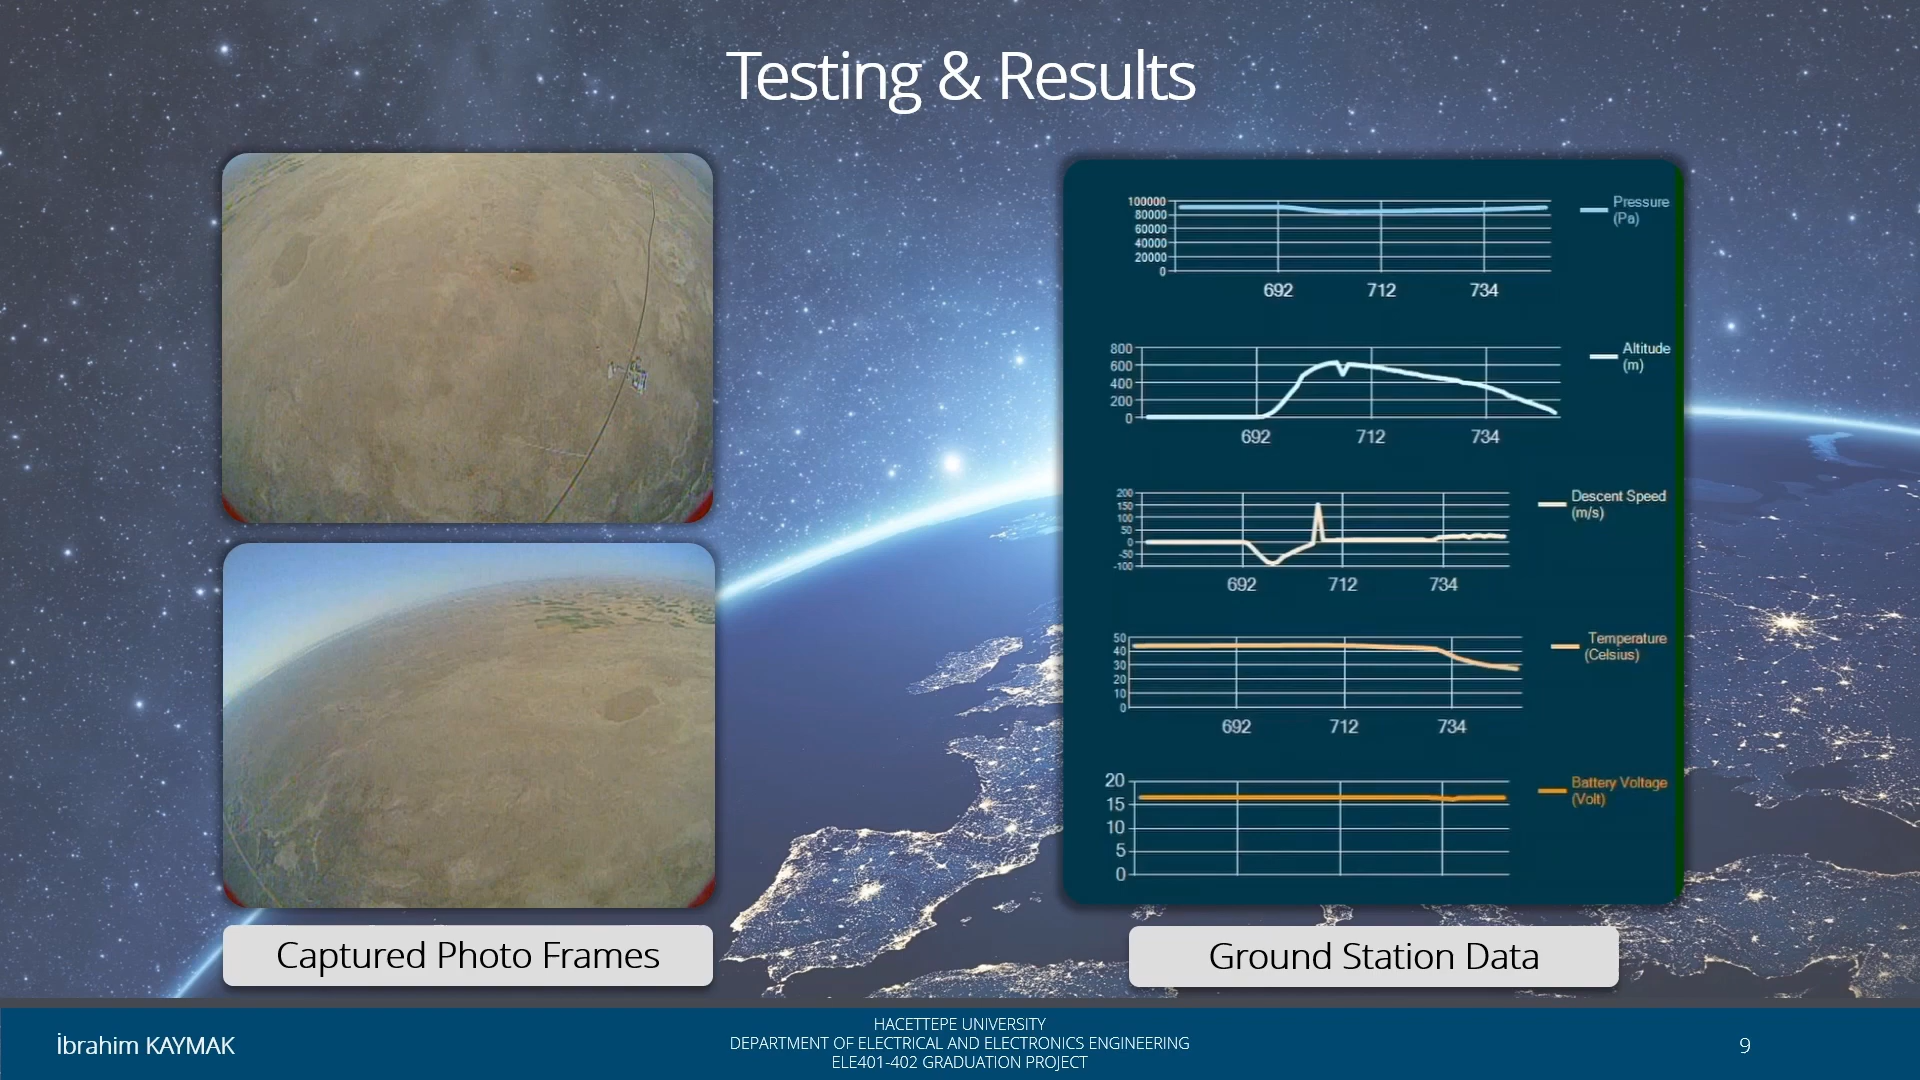 Testing & Results
100000
80000
60000
40000
20000
0
692 712 734
Pressure
(Pa)
800
600
400
200
0
692 712 734
Altitude
(m)
200
150
100
50
0
-50
-100
692 712 734
Descent Speed
(m/s)
50
40
30
20
10
0
692 712 734
Temperature
(Celsius)
20
15
10
5
0
Battery Voltage
(Volt)
Captured Photo Frames
Ground Station Data
İbrahim KAYMAK
HACETTEPE UNIVERSITY
DEPARTMENT OF ELECTRICAL AND ELECTRONICS ENGINEERING
ELE401-402 GRADUATION PROJECT
9